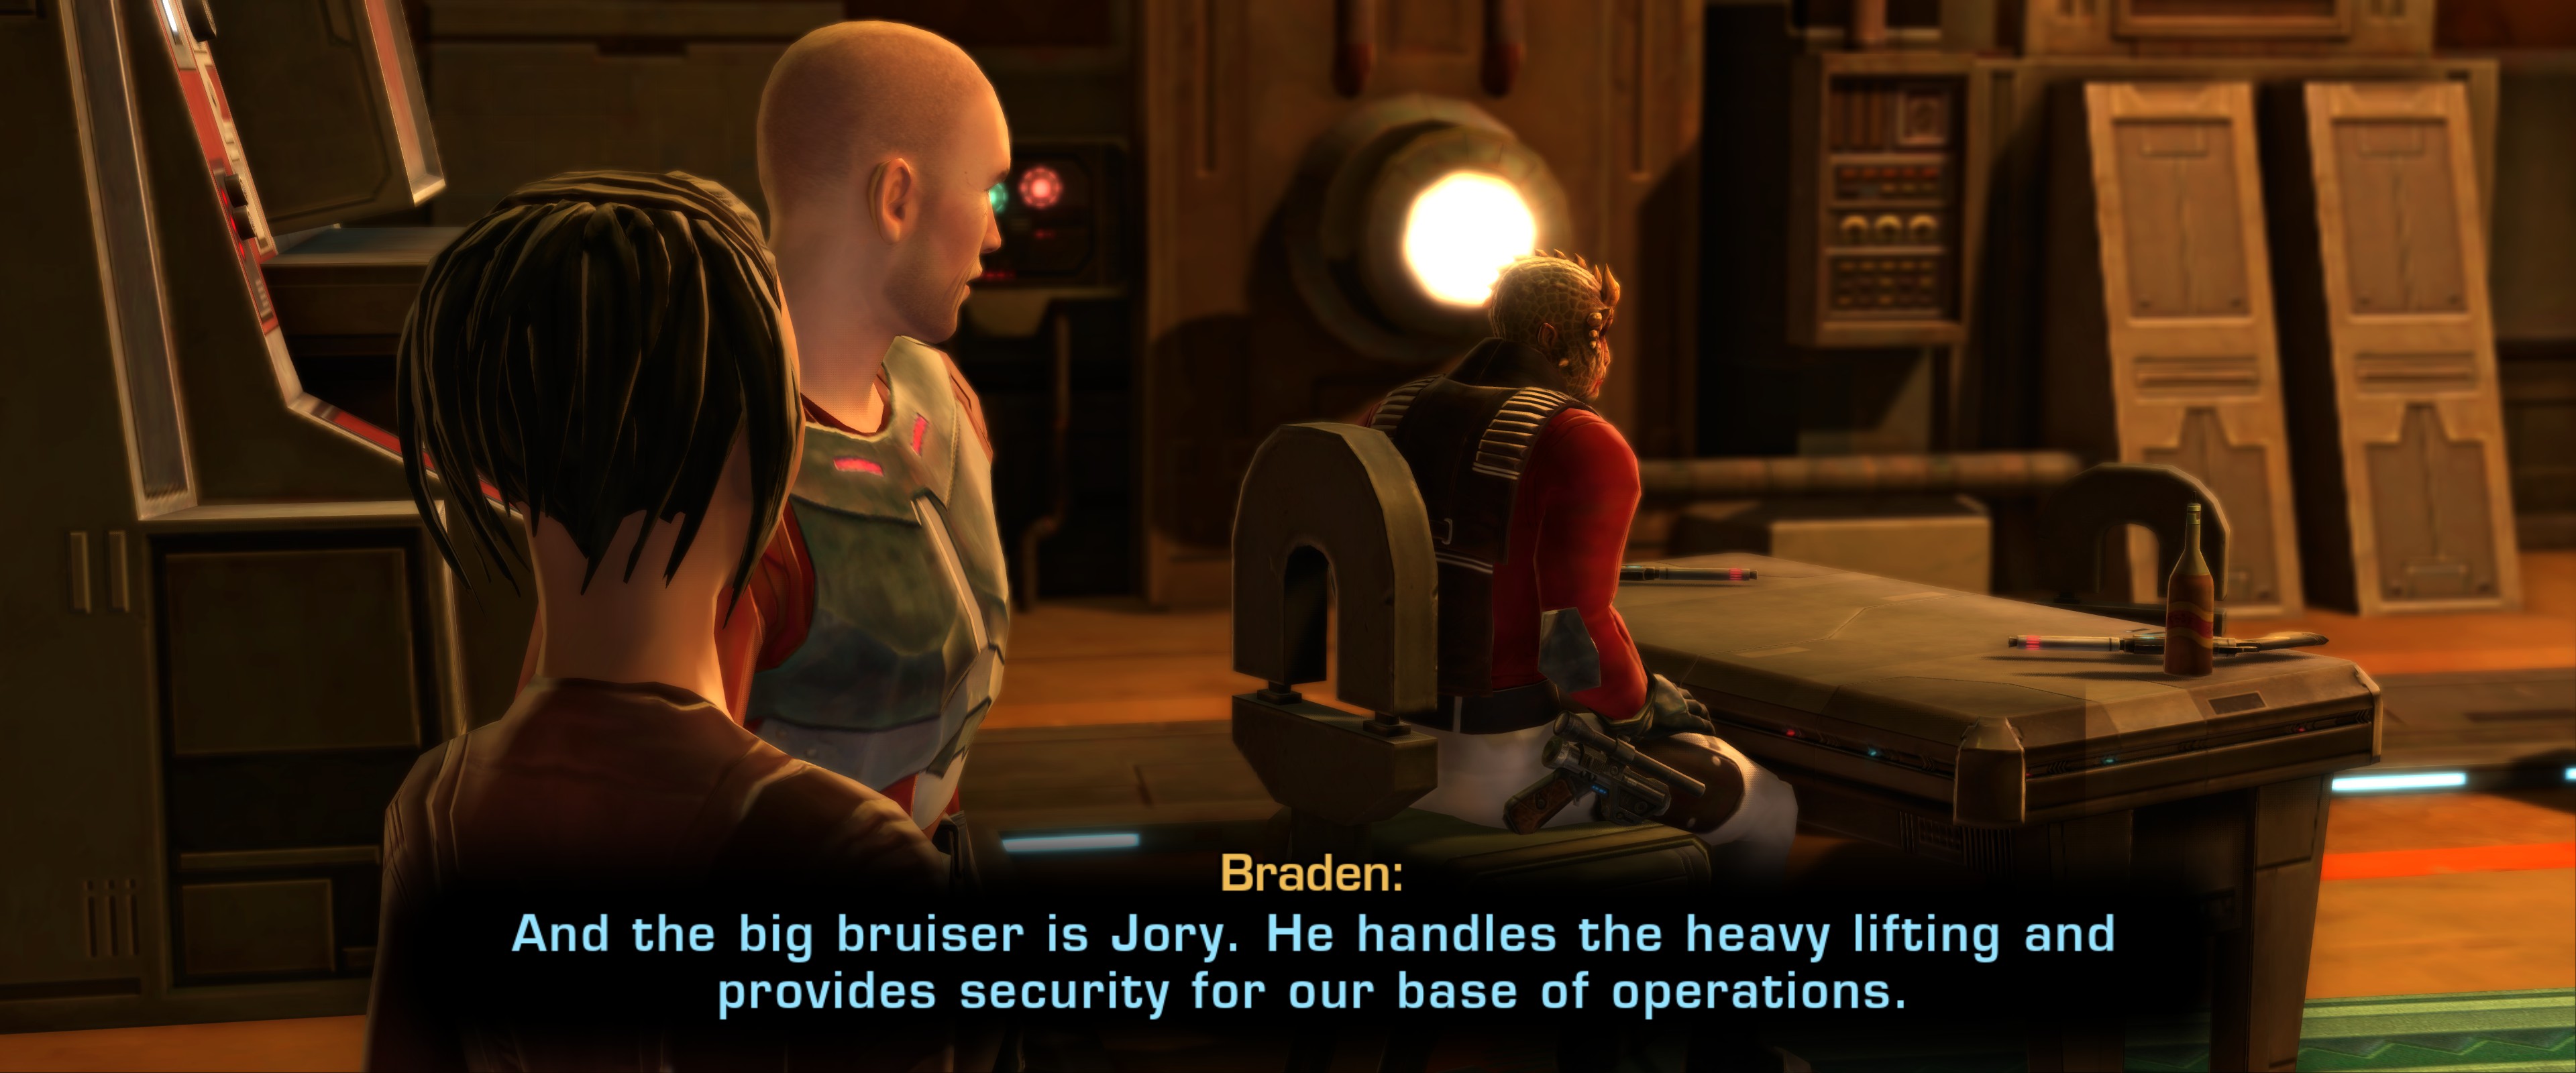 Braden:
And the big bruiser is Jory. He handles the heavy lifting and
provides security for our base of operations.